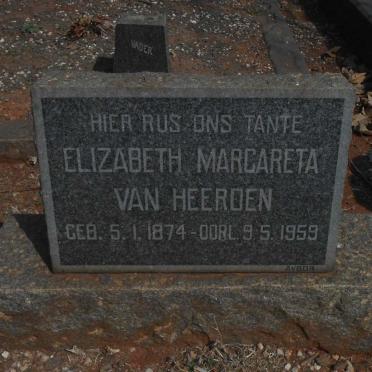 VADER
HIER RUS ONS TANTE
ELIZABETH MARGARETA
VAN HEERDEN
GEB. 5.1.1874 - OORL. 9.5.1959